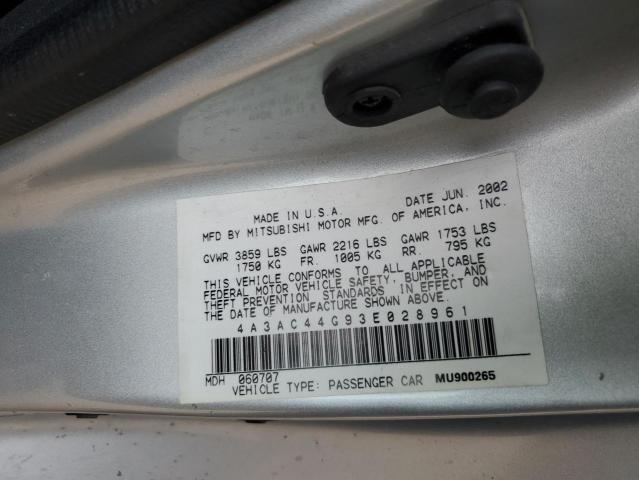 MADE IN U.S.A. DATE JUN. 2002
MFD BY MITSUBISHI MOTOR MFG. OF AMERICA, INC.
GVWR 3859 LBS GAWR 2216 LBS GAWR 1753 LBS
1750 KG FR. 1005 KG RR. 795 KG
THIS VEHICLE CONFORMS TO ALL APPLICABLE
FEDERAL MOTOR VEHICLE SAFETY, BUMPER, AND
THEFT PREVENTION STANDARDS IN EFFECT ON
THE DATE OF MANUFACTURE SHOWN ABOVE.
4A3AC44G93E028961
MDH 060707
VEHICLE TYPE: PASSENGER CAR MU900265